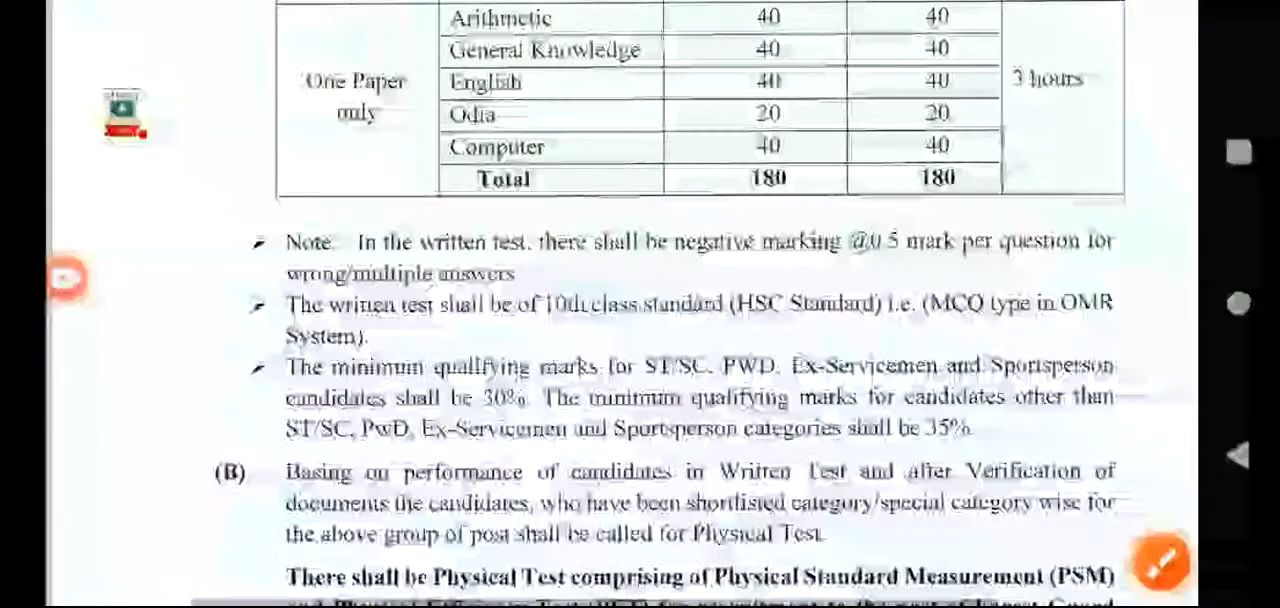 Arithmetic 40 40
General Knowledge 40 40
One Paper only English 40 40 3 hours
Odia 20 20
Computer 40 40
Total 180 180
Note: In the written test, there shall be negative marking @0.5 mark per question for
wrong/multiple answers
The written test shall be of 10th class standard (HSC Standard) i.e. (MCQ type in OMR
System).
The minimum qualifying marks for ST/SC, PWD, Ex-Servicemen and Sportsperson
candidates shall be 30%. The minimum qualifying marks for candidates other than
ST/SC, PwD, Ex-Servicemen and Sportsperson categories shall be 35%
(B) Basing on performance of candidates in Written Test and after Verification of
documents the candidates, who have been shortlisted category/special category wise for
the above group of post shall be called for Physical Test.
There shall be Physical Test comprising of Physical Standard Measurement (PSM)